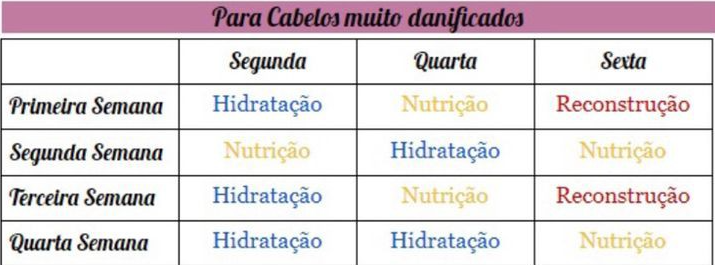 Para Cabelos muito danificados
Segunda Quarta Sexta
Primeira Semana Hidratação Nutrição Reconstrução
Segunda Semana Nutrição Hidratação Nutrição
Terceira Semana Hidratação Nutrição Reconstrução
Quarta Semana Hidratação Hidratação Nutrição